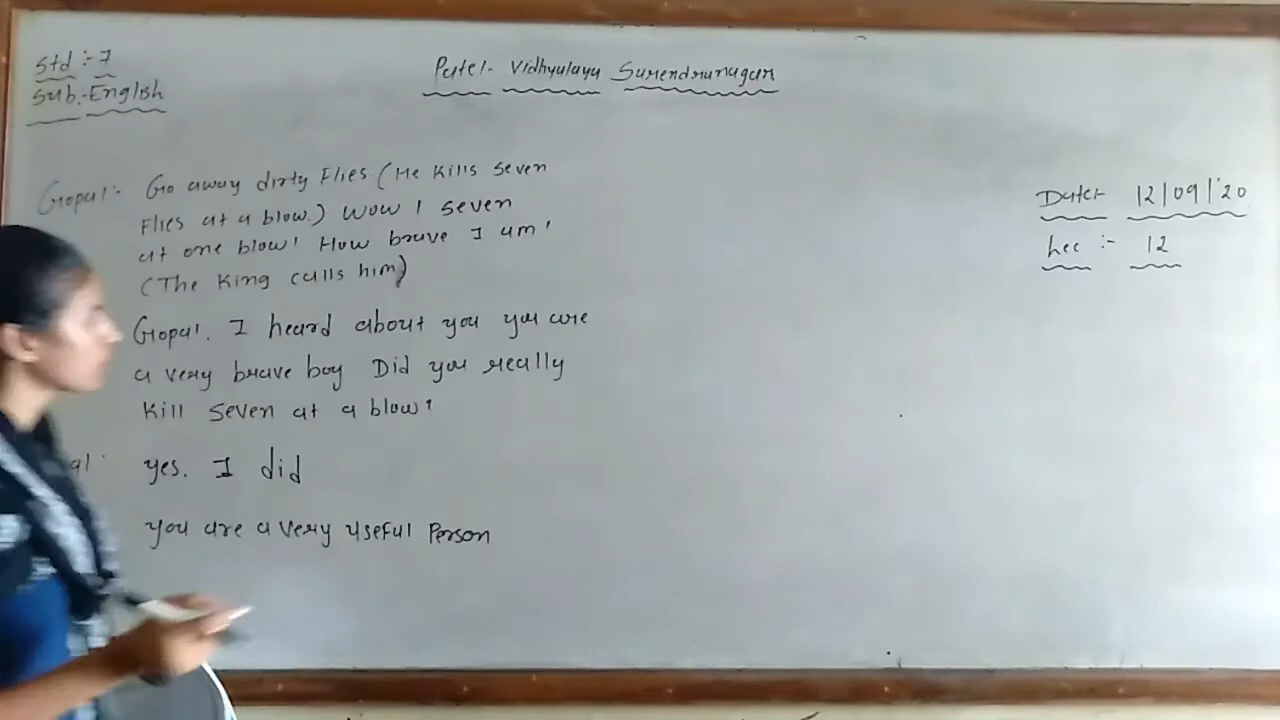 Std :- 7
Sub.- English
Patel- Vidhyalaya Surendranagar
Date:- 12/09/'20
Lec :- 12
Gopal:- Go away dirty Flies. (He kills seven
Flies at a blow.) Wow! seven
at one blow! How brave I am!
(The King calls him)
Gopal. I heard about you you are
a very brave boy Did you really
kill seven at a blow?
al: yes. I did
you are a very useful Person